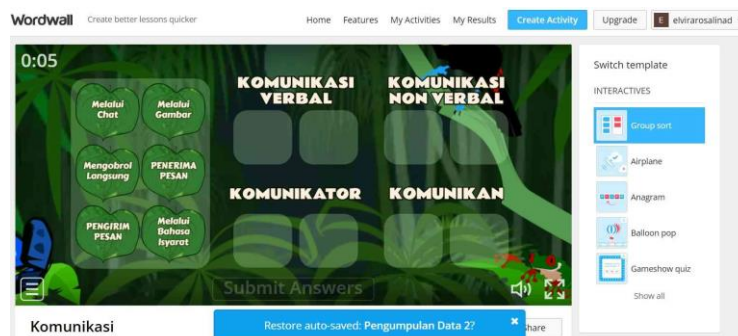 Wordwall Create better lessons quicker Home Features My Activities My Results Create Activity Upgrade E elvirarosalinad
0:05
Melalui Chat
Melalui Gambar
Mengobrol Langsung
PENERIMA PESAN
PENGIRIM PESAN
Melalui Bahasa Isyarat
KOMUNIKASI VERBAL
KOMUNIKASI NON VERBAL
KOMUNIKATOR
KOMUNIKAN
Submit Answers
Switch template
INTERACTIVES
Group sort
Airplane
Anagram
Balloon pop
Gameshow quiz
Show all
Komunikasi
Restore auto-saved: Pengumpulan Data 2? ×
Share